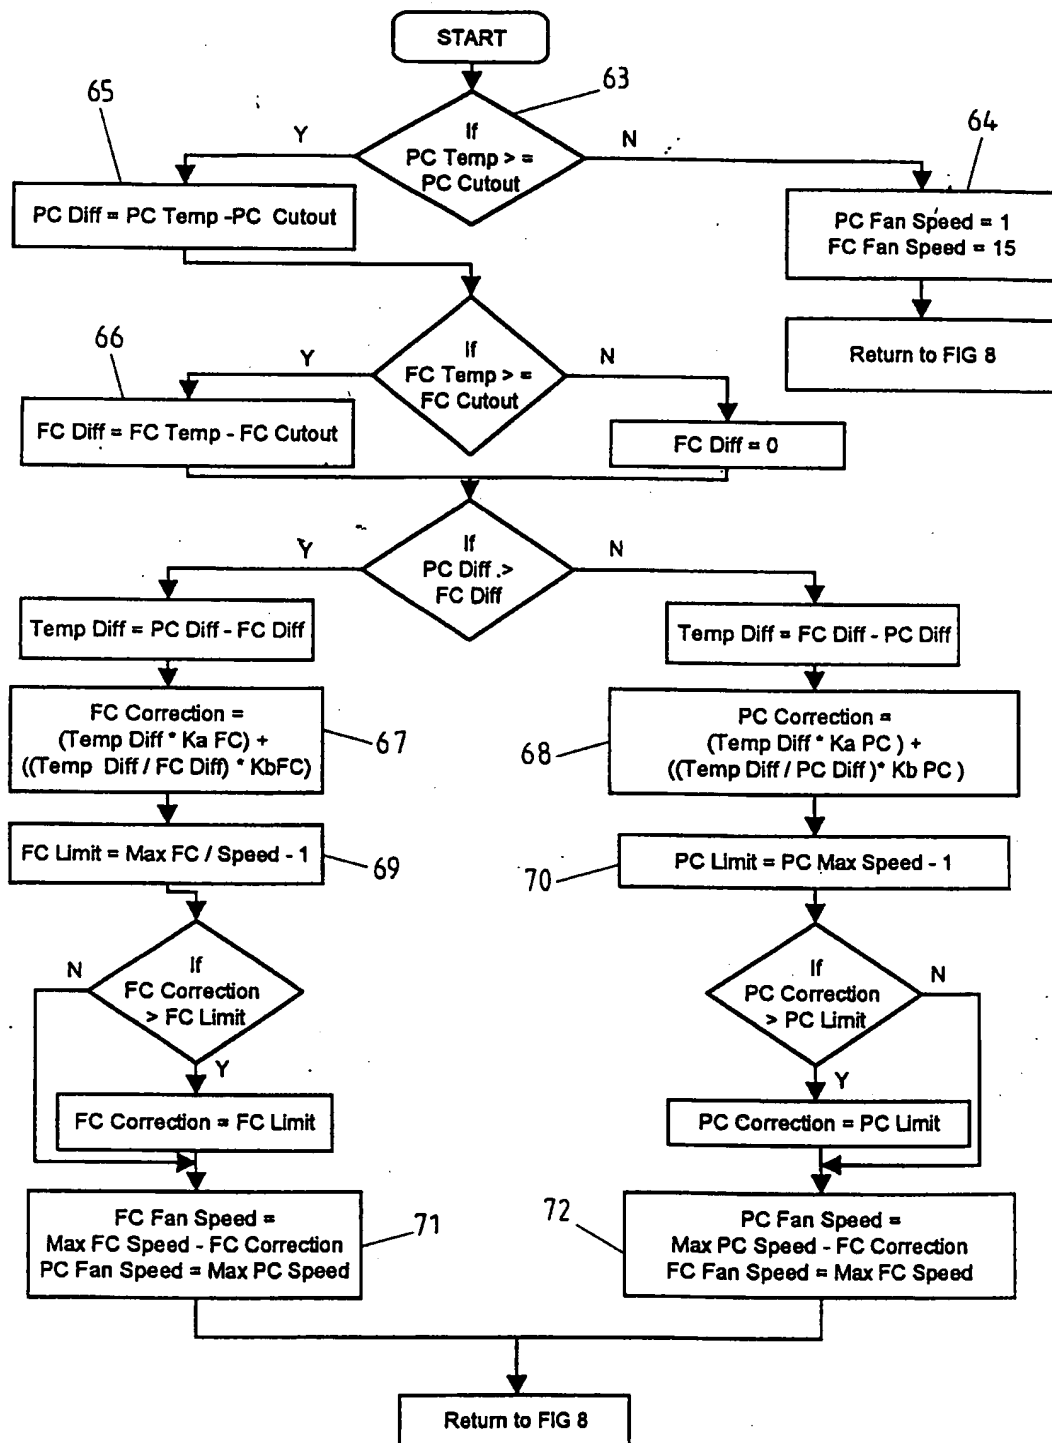 START
63
65
Y
If
PC Temp > =
PC Cutout
N
64
PC Diff = PC Temp -PC Cutout
PC Fan Speed = 1
FC Fan Speed = 15
Return to FIG 8
66
Y
If
FC Temp > =
FC Cutout
N
FC Diff = FC Temp - FC Cutout
FC Diff = 0
Y
If
PC Diff >
FC Diff
N
Temp Diff = PC Diff - FC Diff
Temp Diff = FC Diff - PC Diff
FC Correction =
(Temp Diff * Ka FC) +
((Temp Diff / FC Diff) * KbFC)
67
68
PC Correction =
(Temp Diff * Ka PC ) +
((Temp Diff / PC Diff )* Kb PC )
FC Limit = Max FC / Speed - 1
69
70
PC Limit = PC Max Speed - 1
N
If
FC Correction
> FC Limit
Y
If
PC Correction
> PC Limit
N
Y
FC Correction = FC Limit
PC Correction = PC Limit
FC Fan Speed =
Max FC Speed - FC Correction
PC Fan Speed = Max PC Speed
71
72
PC Fan Speed =
Max PC Speed - FC Correction
FC Fan Speed = Max FC Speed
Return to FIG 8